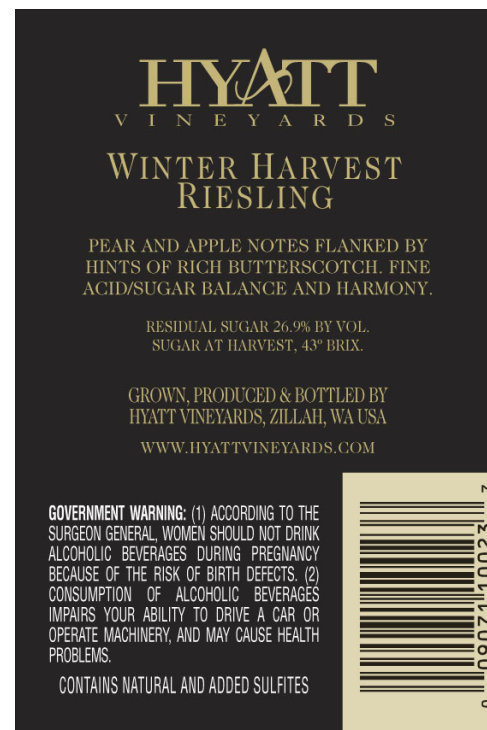 HYATT
VINEYARDS
WINTER HARVEST
RIESLING
PEAR AND APPLE NOTES FLANKED BY
HINTS OF RICH BUTTERSCOTCH. FINE
ACID/SUGAR BALANCE AND HARMONY.
RESIDUAL SUGAR 26.9% BY VOL.
SUGAR AT HARVEST, 43º BRIX.
GROWN, PRODUCED & BOTTLED BY
HYATT VINEYARDS, ZILLAH, WA USA
WWW.HYATTVINEYARDS.COM
GOVERNMENT WARNING: (1) ACCORDING TO THE
SURGEON GENERAL, WOMEN SHOULD NOT DRINK
ALCOHOLIC BEVERAGES DURING PREGNANCY
BECAUSE OF THE RISK OF BIRTH DEFECTS. (2)
CONSUMPTION OF ALCOHOLIC BEVERAGES
IMPAIRS YOUR ABILITY TO DRIVE A CAR OR
OPERATE MACHINERY, AND MAY CAUSE HEALTH
PROBLEMS.
CONTAINS NATURAL AND ADDED SULFITES